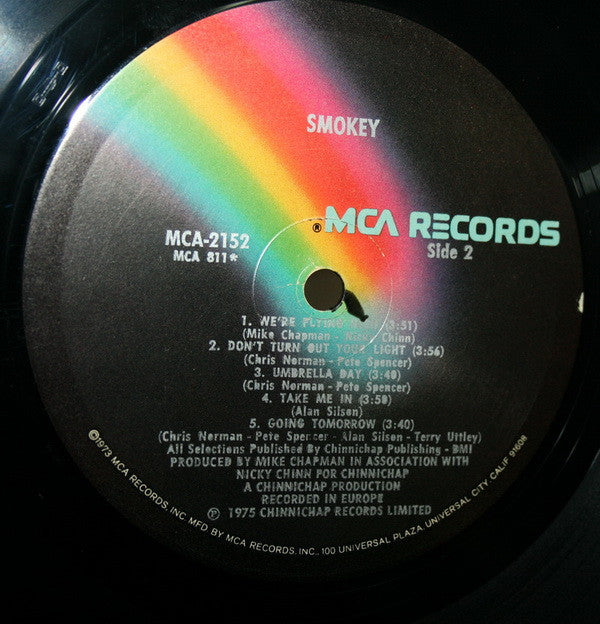 SMOKEY
® MCA RECORDS
MCA-2152
Side 2
MCA 811*
1. WE'RE FLYING (3:51)
(Mike Chapman - Nicky Chinn)
2. DON'T TURN OUT YOUR LIGHT (3:56)
(Chris Norman - Pete Spencer)
3. UMBRELLA DAY (3:40)
(Chris Norman - Pete Spencer)
4. TAKE ME IN (3:50)
(Alan Silson)
5. GOING TOMORROW (3:40)
(Chris Norman - Pete Spencer - Alan Silson - Terry Uttley)
All Selections Published By Chinnichap Publishing - BMI
PRODUCED BY MIKE CHAPMAN IN ASSOCIATION WITH
NICKY CHINN FOR CHINNICHAP
A CHINNICHAP PRODUCTION
RECORDED IN EUROPE
℗ 1975 CHINNICHAP RECORDS LIMITED
©1973 MCA RECORDS, INC. MFD BY MCA RECORDS, INC., 100 UNIVERSAL PLAZA, UNIVERSAL CITY, CALIF. 91608